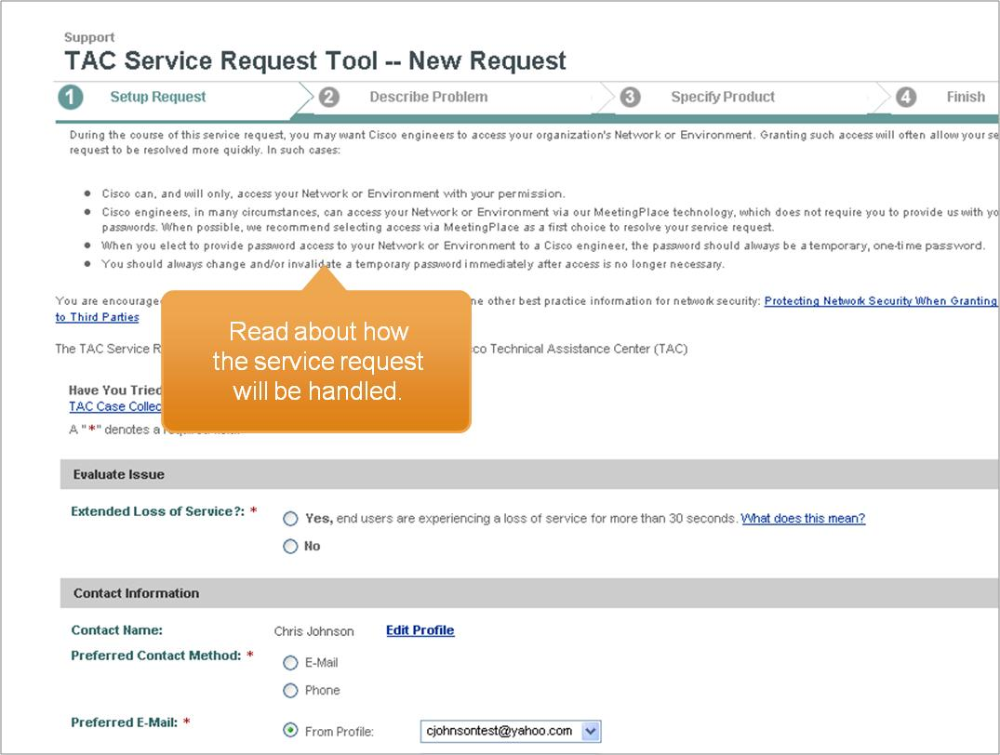 Support
TAC Service Request Tool -- New Request
1 Setup Request 2 Describe Problem 3 Specify Product 4 Finish
During the course of this service request, you may want Cisco engineers to access your organization's Network or Environment. Granting such access will often allow your se
request to be resolved more quickly. In such cases:
Cisco can, and will only, access your Network or Environment with your permission.
Cisco engineers, in many circumstances, can access your Network or Environment via our MeetingPlace technology, which does not require you to provide us with yo
passwords. When possible, we recommend selecting access via MeetingPlace as a first choice to resolve your service request.
When you elect to provide password access to your Network or Environment to a Cisco engineer, the password should always be a temporary, one-time password.
You should always change and/or invalidate a temporary password immediately after access is no longer necessary.
You are encourage ne other best practice information for network security: Protecting Network Security When Granting
to Third Parties
The TAC Service R co Technical Assistance Center (TAC)
Read about how
the service request
will be handled.
Have You Tried
TAC Case Collec
A "*" denotes a
Evaluate Issue
Extended Loss of Service?: *
Yes, end users are experiencing a loss of service for more than 30 seconds. What does this mean?
No
Contact Information
Contact Name: Chris Johnson Edit Profile
Preferred Contact Method: *
E-Mail
Phone
Preferred E-Mail: * From Profile: cjohnsontest@yahoo.com